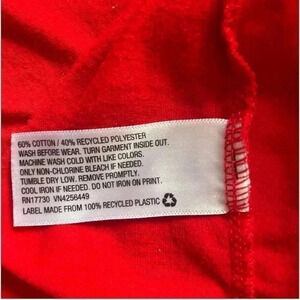 60% COTTON / 40% RECYCLED POLYESTER
WASH BEFORE WEAR. TURN GARMENT INSIDE OUT.
MACHINE WASH COLD WITH LIKE COLORS.
ONLY NON-CHLORINE BLEACH IF NEEDED.
TUMBLE DRY LOW. REMOVE PROMPTLY.
COOL IRON IF NEEDED. DO NOT IRON ON PRINT.
RN17730 VN4256449
LABEL MADE FROM 100% RECYCLED PLASTIC